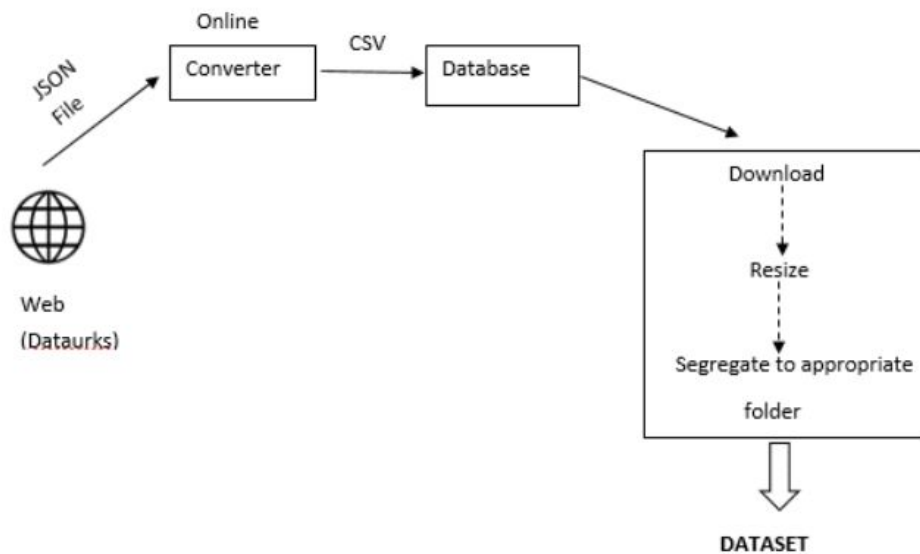 Online
Converter
CSV
Database
JSON
File
Web
(Dataurks)
Download
Resize
Segregate to appropriate
folder
DATASET